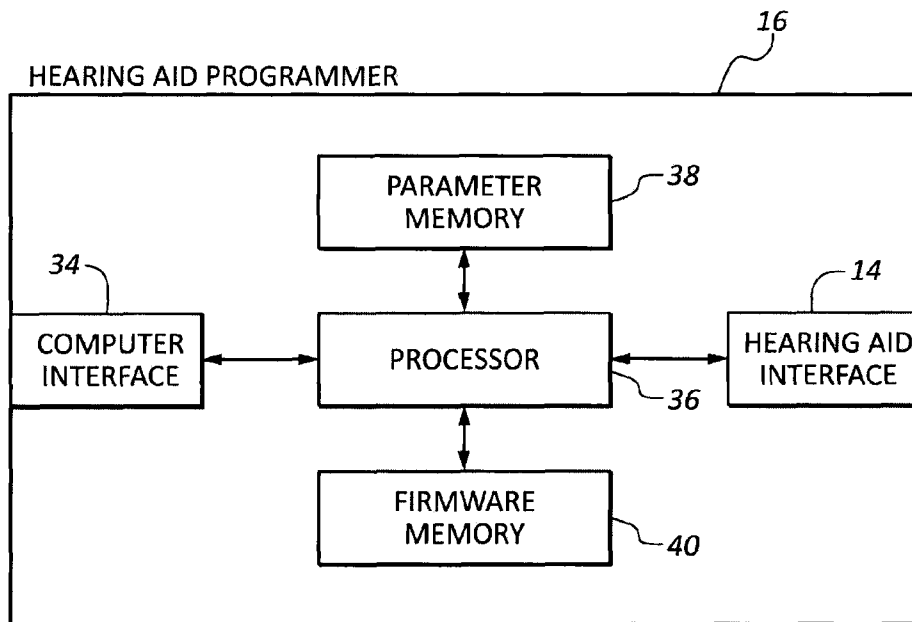 16
HEARING AID PROGRAMMER
PARAMETER
MEMORY
38
34
14
COMPUTER
INTERFACE
PROCESSOR
HEARING AID
INTERFACE
36
FIRMWARE
MEMORY
40